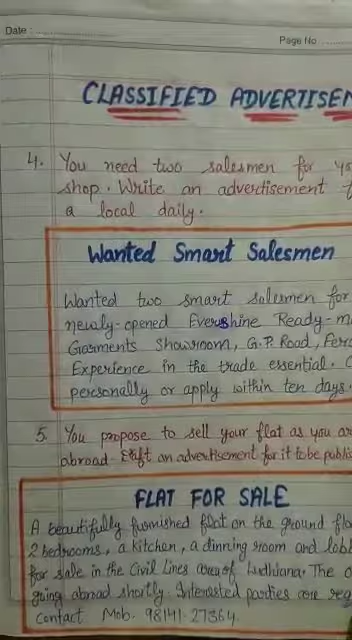 Date:
Page No.
CLASSIFIED ADVERTISEM
4. You need two salesmen for
shop. Write an advertisement
a local daily.
Wanted Smart Salesmen
Wanted two smart salesmen for
newly-opened Evershine Ready-m
Garments Showroom, G.P. Road, Fero
Experience in the trade essential. C
personally or apply within ten days.
5. You propose to sell your flat as you ar
abroad. an advertisement for it to be public
FLAT FOR SALE
A beautifully furnished flat on the ground flo
2 bedrooms, a kitchen, a dinning room and lobb
for sale in the Civil Lines area of Ludhiana. The o
going abroad shortly. Interested parties are req
contact Mob. 98141-27364